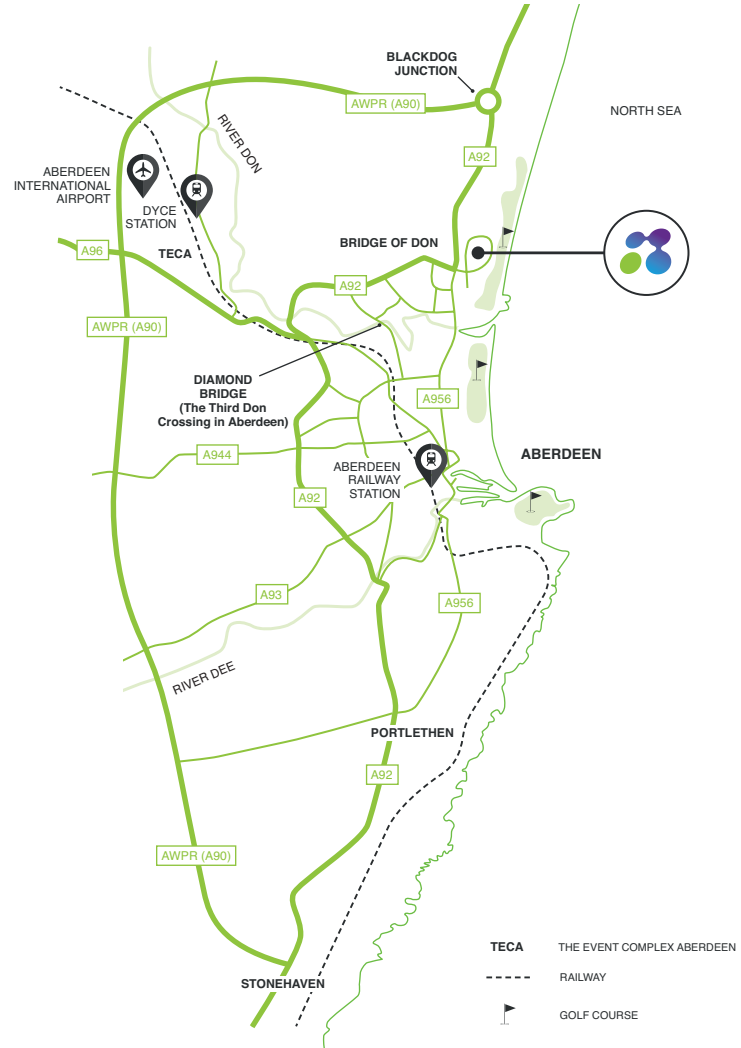 BLACKDOG
JUNCTION
AWPR (A90)
NORTH SEA
RIVER DON
A92
ABERDEEN
INTERNATIONAL
AIRPORT
DYCE
STATION
A96
TECA
BRIDGE OF DON
A92
AWPR (A90)
DIAMOND
BRIDGE
(The Third Don
Crossing in Aberdeen)
A956
A944
ABERDEEN
RAILWAY
STATION
ABERDEEN
A92
A93
A956
RIVER DEE
PORTLETHEN
A92
AWPR (A90)
STONEHAVEN
TECA THE EVENT COMPLEX ABERDEEN
RAILWAY
GOLF COURSE